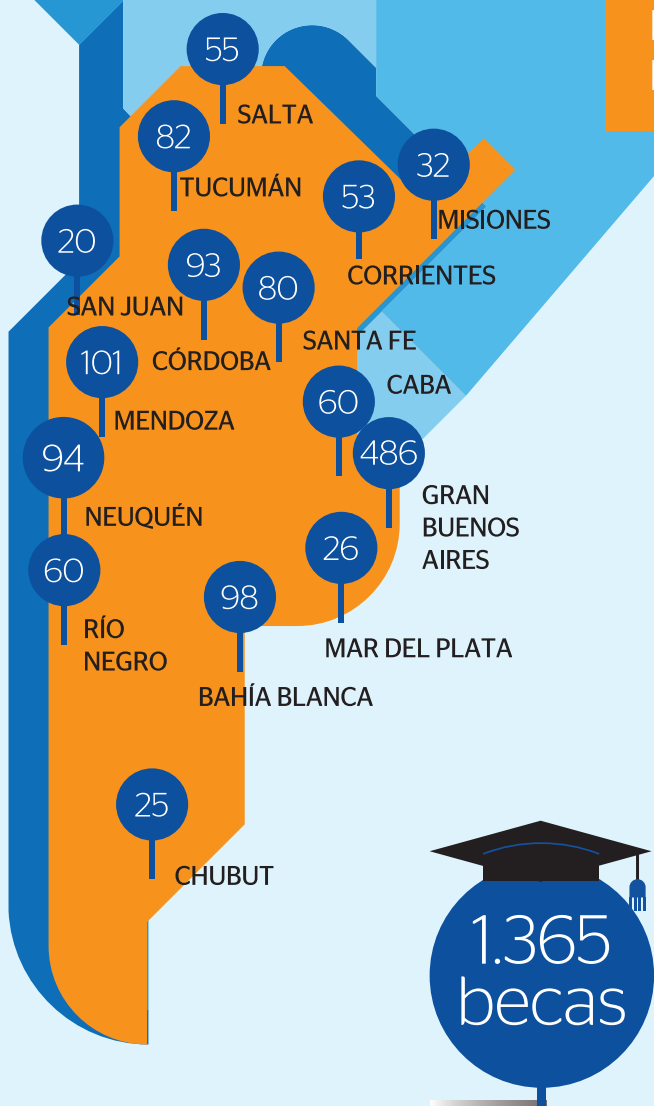 55
SALTA
82
TUCUMÁN
32
MISIONES
53
CORRIENTES
20
SAN JUAN
93
CÓRDOBA
80
SANTA FE
101
MENDOZA
60
CABA
486
GRAN
BUENOS
AIRES
94
NEUQUÉN
60
RÍO
NEGRO
26
MAR DEL PLATA
98
BAHÍA BLANCA
25
CHUBUT
1.365
becas